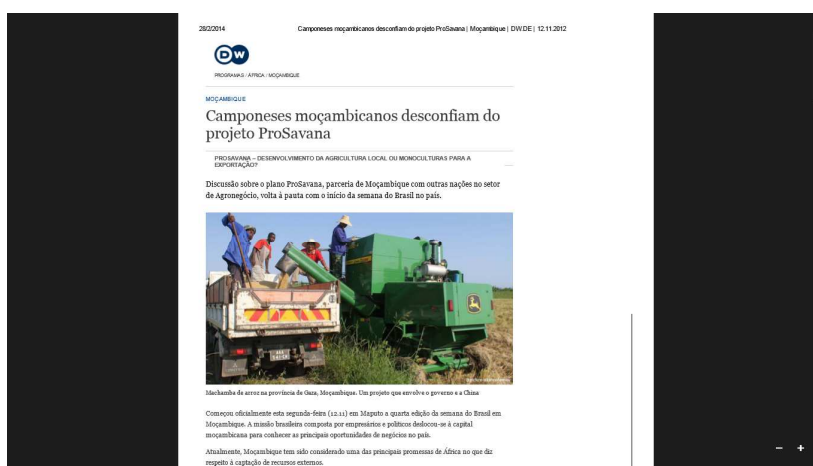 28/2/2014 Camponeses moçambicanos desconfiam do projeto ProSavana | Moçambique | DW.DE | 12.11.2012
DW
PROGRAMAS / ÁFRICA / MOÇAMBIQUE
MOÇAMBIQUE
Camponeses moçambicanos desconfiam do
projeto ProSavana
PROSAVANA – DESENVOLVIMENTO DA AGRICULTURA LOCAL OU MONOCULTURAS PARA A
EXPORTAÇÃO?
Discussão sobre o plano ProSavana, parceria de Moçambique com outras nações no setor
de Agronegócio, volta à pauta com o início da semana do Brasil no país.
Machamba de arroz na província de Gaza, Moçambique. Um projeto que envolve o governo e a China
Começou oficialmente esta segunda-feira (12.11) em Maputo a quarta edição da semana do Brasil em
Moçambique. A missão brasileira composta por empresários e políticos deslocou-se à capital
moçambicana para conhecer as principais oportunidades de negócios no país.
Atualmente, Moçambique tem sido considerado uma das principais promessas de África no que diz
respeito à captação de recursos externos.